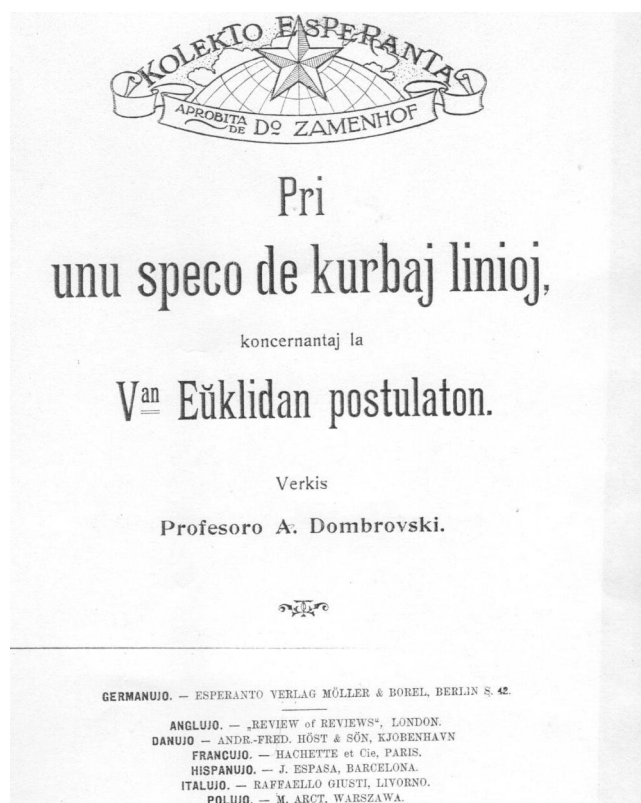 KOLEKTO ESPERANTA
APROBITA
DE Dº ZAMENHOF
Pri
unu speco de kurbaj linioj,
koncernantaj la
Van Eŭklidan postulaton.
Verkis
Profesoro A. Dombrovski.
GERMANUJO. — ESPERANTO VERLAG MÖLLER & BOREL, BERLIN S. 42.
ANGLUJO. — „REVIEW of REVIEWS“, LONDON.
DANUJO — ANDR.-FRED. HÖST & SÖN, KJOBENHAVN
FRANCUJO. — HACHETTE et Cie, PARIS.
HISPANUJO. — J. ESPASA, BARCELONA.
ITALUJO. — RAFFAELLO GIUSTI, LIVORNO.
POLUJO. — M. ARCT, WARSZAWA.